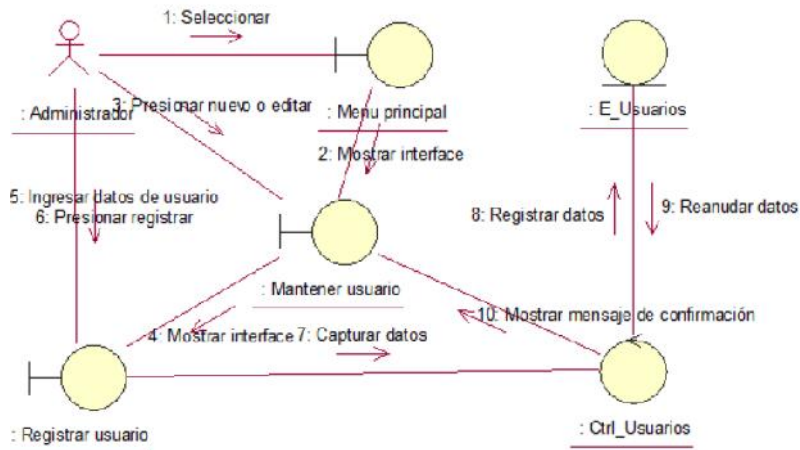 1: Seleccionar
3: Presionar nuevo o editar
: Administrador
: Menu principal
: E_Usuarios
2: Mostrar interface
5: Ingresar datos de usuario
6: Presionar registrar
8: Registrar datos
9: Reanudar datos
: Mantener usuario
4: Mostrar interface
7: Capturar datos
10: Mostrar mensaje de confirmación
: Registrar usuario
: Ctrl_Usuarios